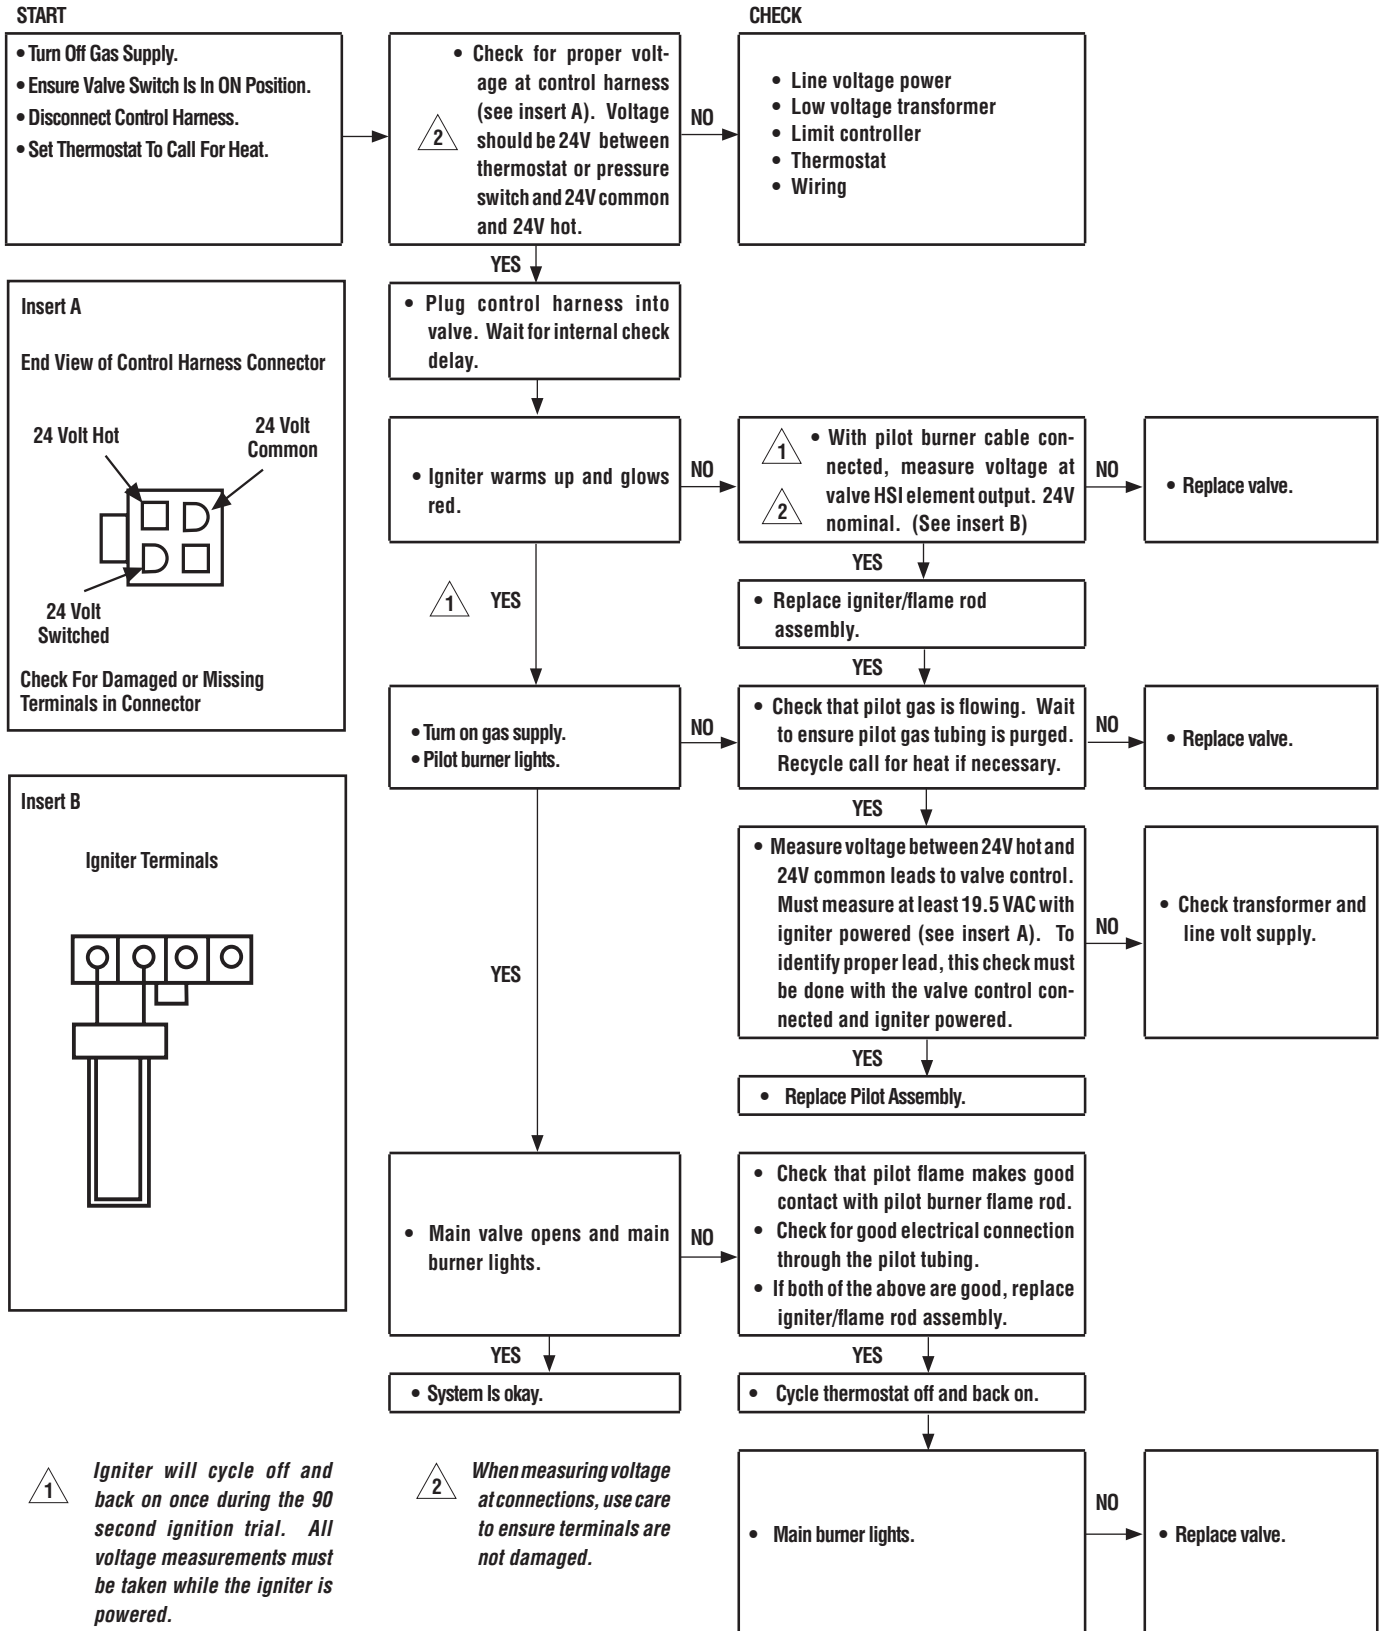 START
• Turn Off Gas Supply.
• Ensure Valve Switch Is In ON Position.
• Disconnect Control Harness.
• Set Thermostat To Call For Heat.
2
• Check for proper volt-
age at control harness
(see insert A). Voltage
should be 24V between
thermostat or pressure
switch and 24V common
and 24V hot.
NO
CHECK
• Line voltage power
• Low voltage transformer
• Limit controller
• Thermostat
• Wiring
YES
• Plug control harness into
valve. Wait for internal check
delay.
Insert A
End View of Control Harness Connector
24 Volt Hot
24 Volt
Common
24 Volt
Switched
Check For Damaged or Missing
Terminals in Connector
• Igniter warms up and glows
red.
NO
1
2
• With pilot burner cable con-
nected, measure voltage at
valve HSI element output. 24V
nominal. (See insert B)
NO
• Replace valve.
YES
• Replace igniter/flame rod
assembly.
1
YES
YES
• Turn on gas supply.
• Pilot burner lights.
NO
• Check that pilot gas is flowing. Wait
to ensure pilot gas tubing is purged.
Recycle call for heat if necessary.
NO
• Replace valve.
YES
Insert B
Igniter Terminals
• Measure voltage between 24V hot and
24V common leads to valve control.
Must measure at least 19.5 VAC with
igniter powered (see insert A). To
identify proper lead, this check must
be done with the valve control con-
nected and igniter powered.
NO
• Check transformer and
line volt supply.
YES
YES
• Replace Pilot Assembly.
• Main valve opens and main
burner lights.
NO
• Check that pilot flame makes good
contact with pilot burner flame rod.
• Check for good electrical connection
through the pilot tubing.
• If both of the above are good, replace
igniter/flame rod assembly.
YES
• System Is okay.
YES
• Cycle thermostat off and back on.
1
Igniter will cycle off and
back on once during the 90
second ignition trial. All
voltage measurements must
be taken while the igniter is
powered.
2
When measuring voltage
at connections, use care
to ensure terminals are
not damaged.
• Main burner lights.
NO
• Replace valve.